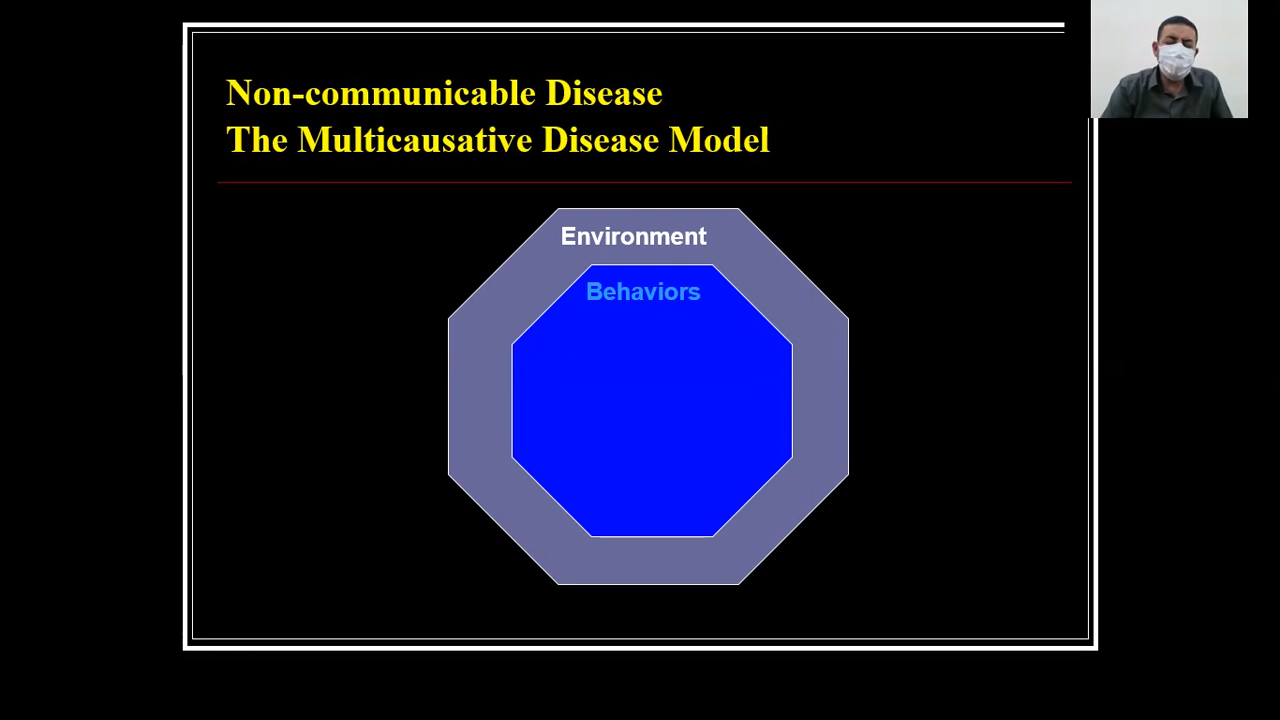 Non-communicable Disease
The Multicausative Disease Model
Environment
Behaviors